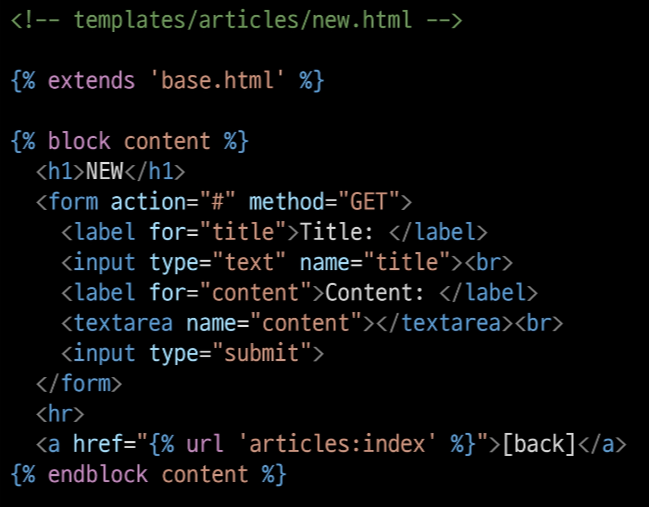 <!-- templates/articles/new.html -->
{% extends 'base.html' %}
{% block content %}
<h1>NEW</h1>
<form action="#" method="GET">
<label for="title">Title: </label>
<input type="text" name="title"><br>
<label for="content">Content: </label>
<textarea name="content"></textarea><br>
<input type="submit">
</form>
<hr>
<a href="{% url 'articles:index' %}">[back]</a>
{% endblock content %}